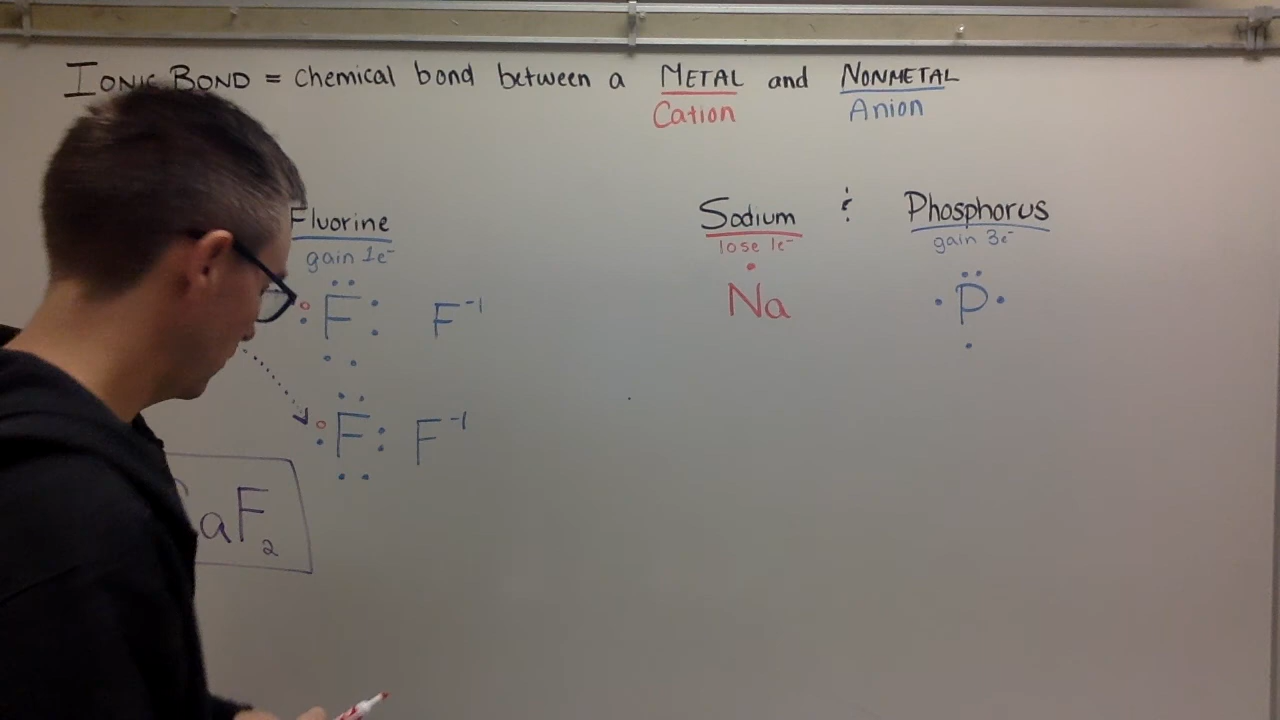 IONIC BOND = Chemical bond between a METAL and NONMETAL
Cation Anion
Fluorine
gain 1e⁻
F F⁻¹
F F⁻¹
CaF₂
Sodium & Phosphorus
lose 1e⁻ gain 3e⁻
Na P